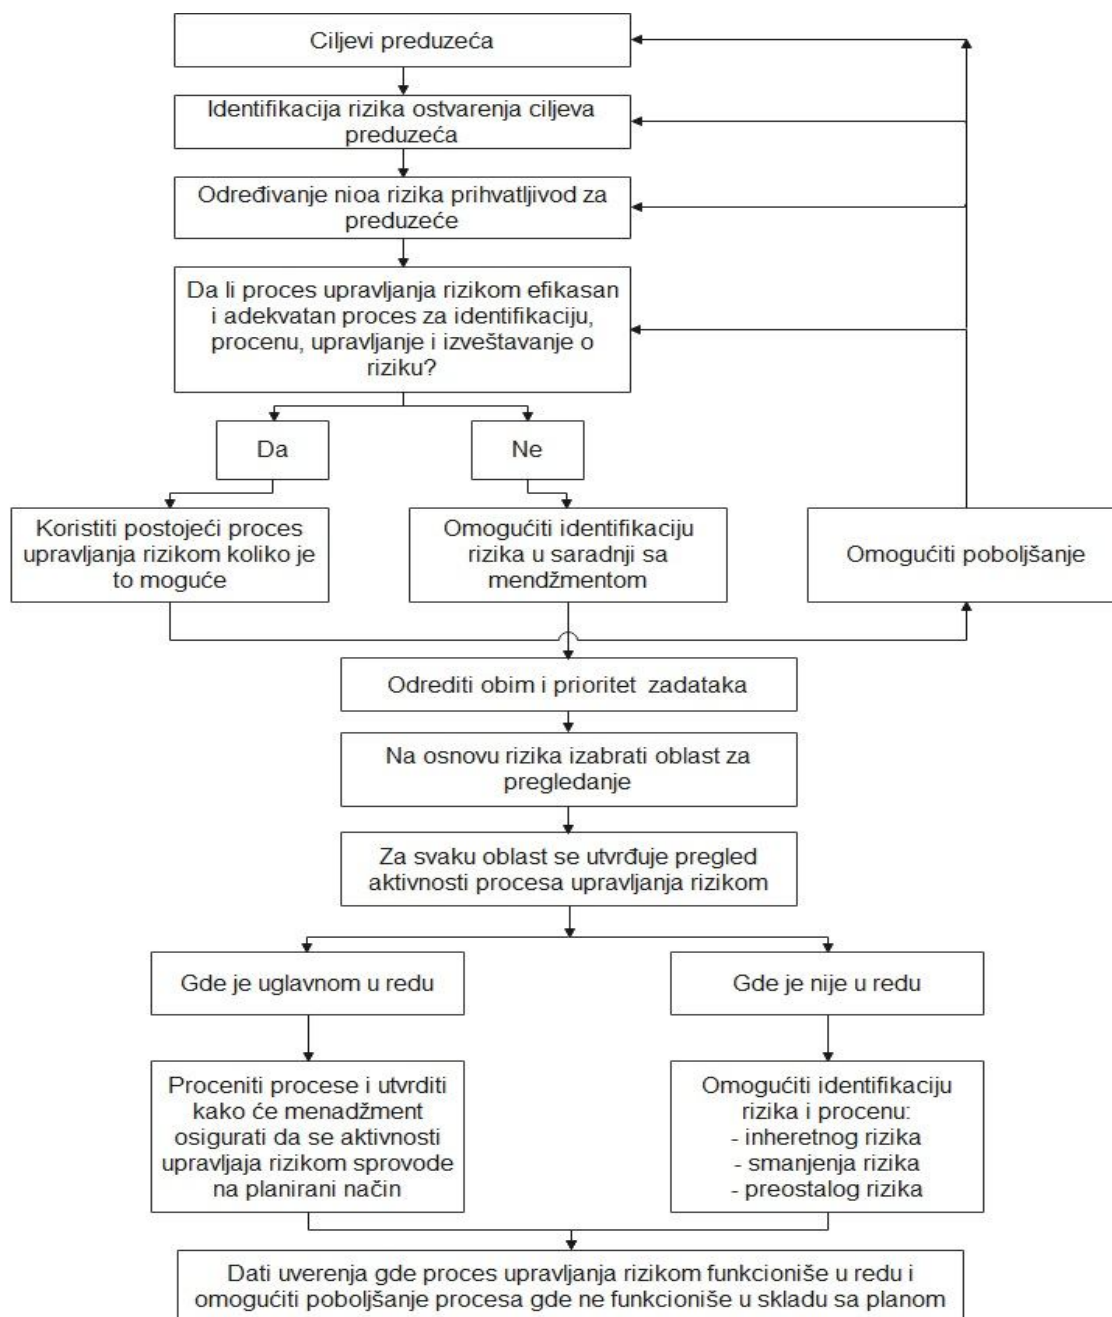 Ciljevi preduzeća
Identifikacija rizika ostvarenja ciljeva
preduzeća
Određivanje nioa rizika prihvatljivod za
preduzeće
Da li proces upravljanja rizikom efikasan
i adekvatan proces za identifikaciju,
procenu, upravljanje i izveštavanje o
riziku?
Da
Ne
Koristiti postojeći proces
upravljanja rizikom koliko je
to moguće
Omogućiti identifikaciju
rizika u saradnji sa
mendžmentom
Omogućiti poboljšanje
Odrediti obim i prioritet zadataka
Na osnovu rizika izabrati oblast za
pregledanje
Za svaku oblast se utvrđuje pregled
aktivnosti procesa upravljanja rizikom
Gde je uglavnom u redu
Gde je nije u redu
Proceniti procese i utvrditi
kako će menadžment
osigurati da se aktivnosti
upravljaja rizikom sprovode
na planirani način
Omogućiti identifikaciju
rizika i procenu:
- inheretnog rizika
- smanjenja rizika
- preostalog rizika
Dati uverenja gde proces upravljanja rizikom funkcioniše u redu i
omogućiti poboljšanje procesa gde ne funkcioniše u skladu sa planom